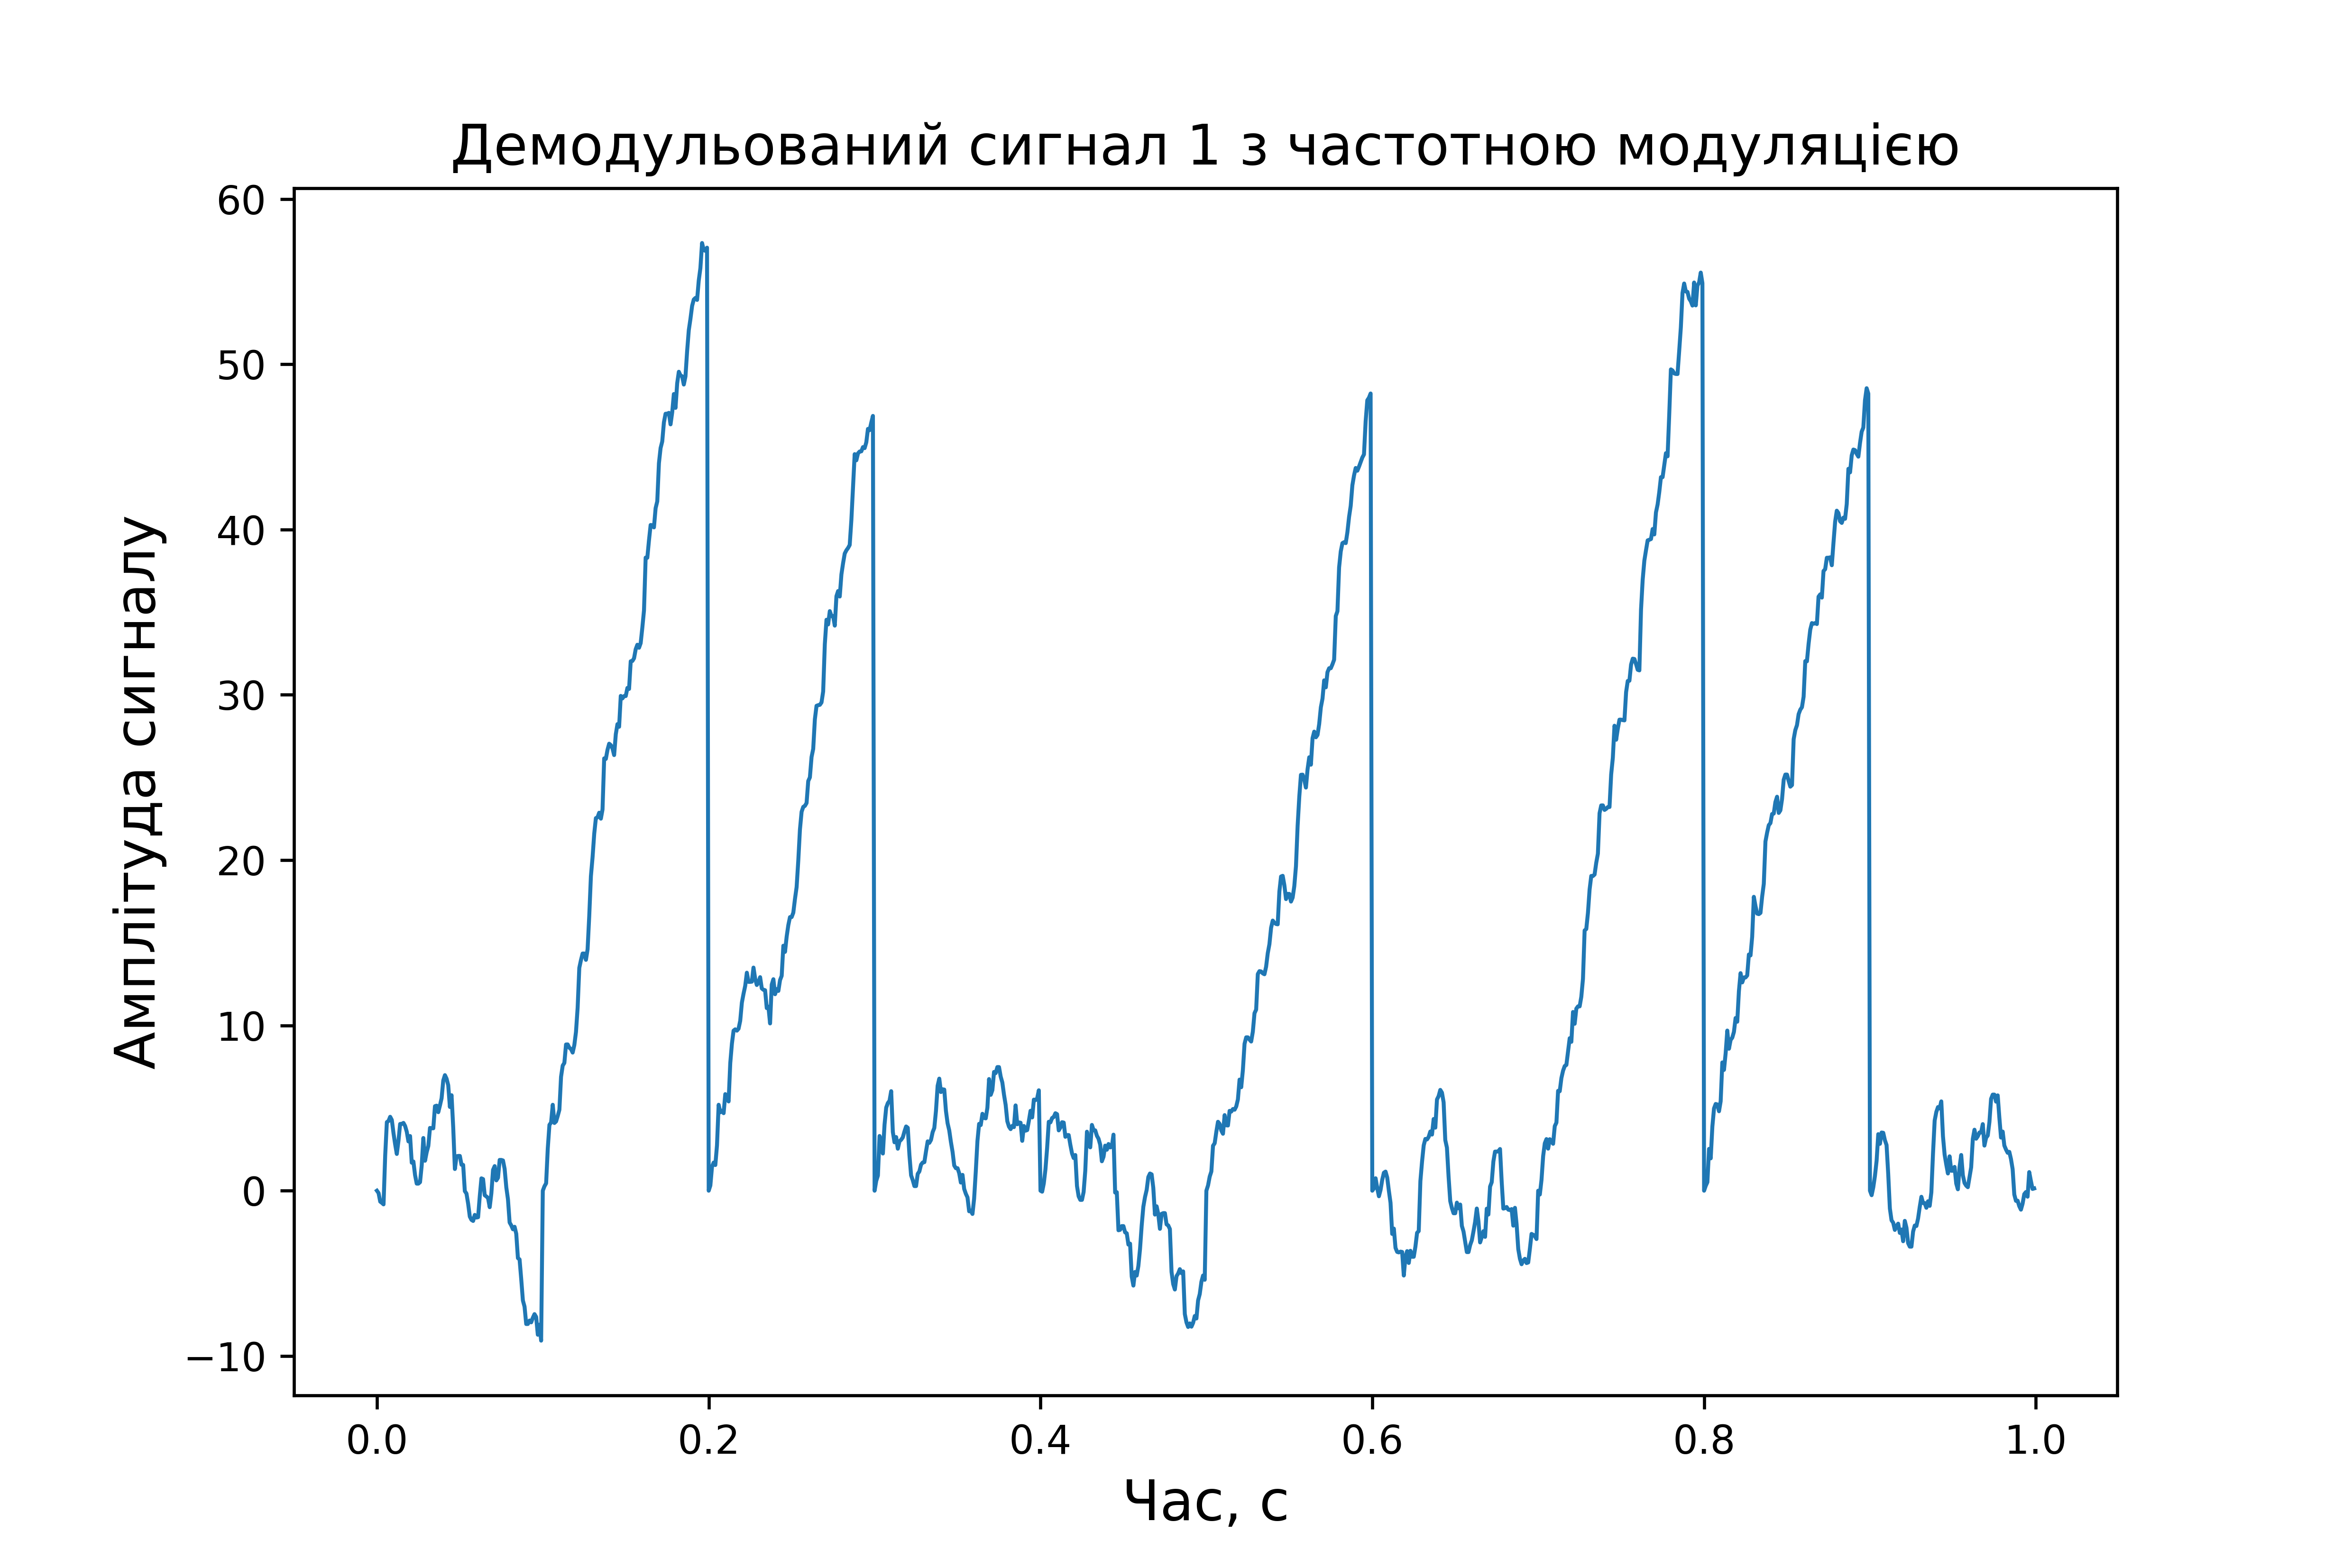 Демодульований сигнал 1 з частотною модуляцією
60
50
40
30
20
10
0
−10
Амплітуда сигналу
0.0 0.2 0.4 0.6 0.8 1.0
Час, с